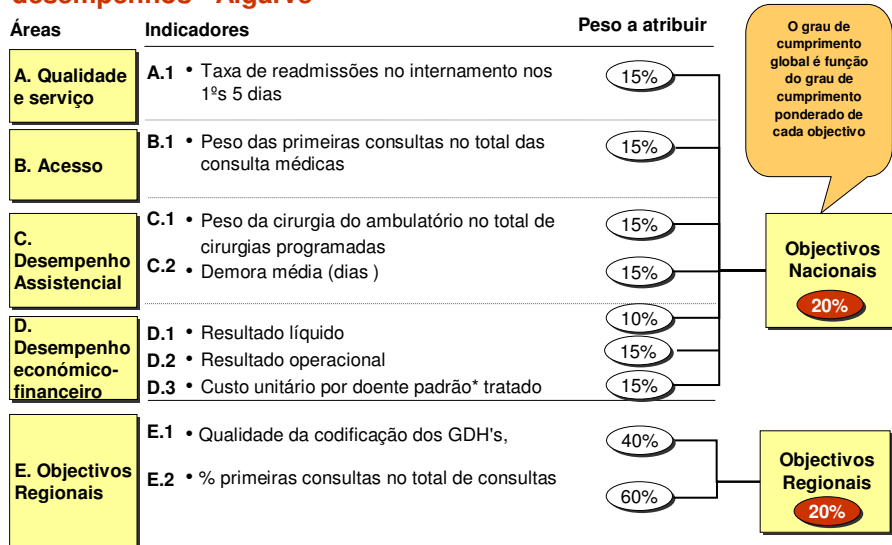 desempenhos - Algarve
Áreas
Indicadores
Peso a atribuir
A. Qualidade
e serviço
A.1 • Taxa de readmissões no internamento nos
1ºs 5 dias
15%
B. Acesso
B.1 • Peso das primeiras consultas no total das
consulta médicas
15%
C.
Desempenho
Assistencial
C.1 • Peso da cirurgia do ambulatório no total de
cirurgias programadas
15%
C.2 • Demora média (dias )
15%
D.
Desempenho
económico-
financeiro
D.1 • Resultado líquido
10%
D.2 • Resultado operacional
15%
D.3 • Custo unitário por doente padrão* tratado
15%
O grau de
cumprimento
global é função
do grau de
cumprimento
ponderado de
cada objectivo
Objectivos
Nacionais
20%
E. Objectivos
Regionais
E.1 • Qualidade da codificação dos GDH's,
40%
E.2 • % primeiras consultas no total de consultas
60%
Objectivos
Regionais
20%